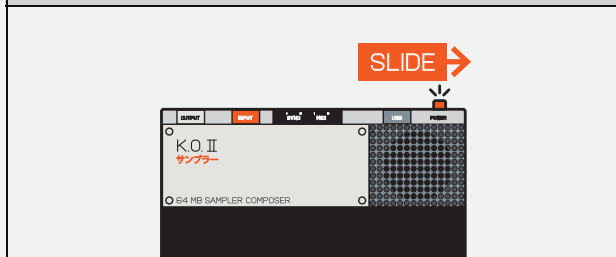 SLIDE
OUTPUT INPUT SYNC MIDI USB POWER
K.O. II
サンプラー
64 MB SAMPLER COMPOSER